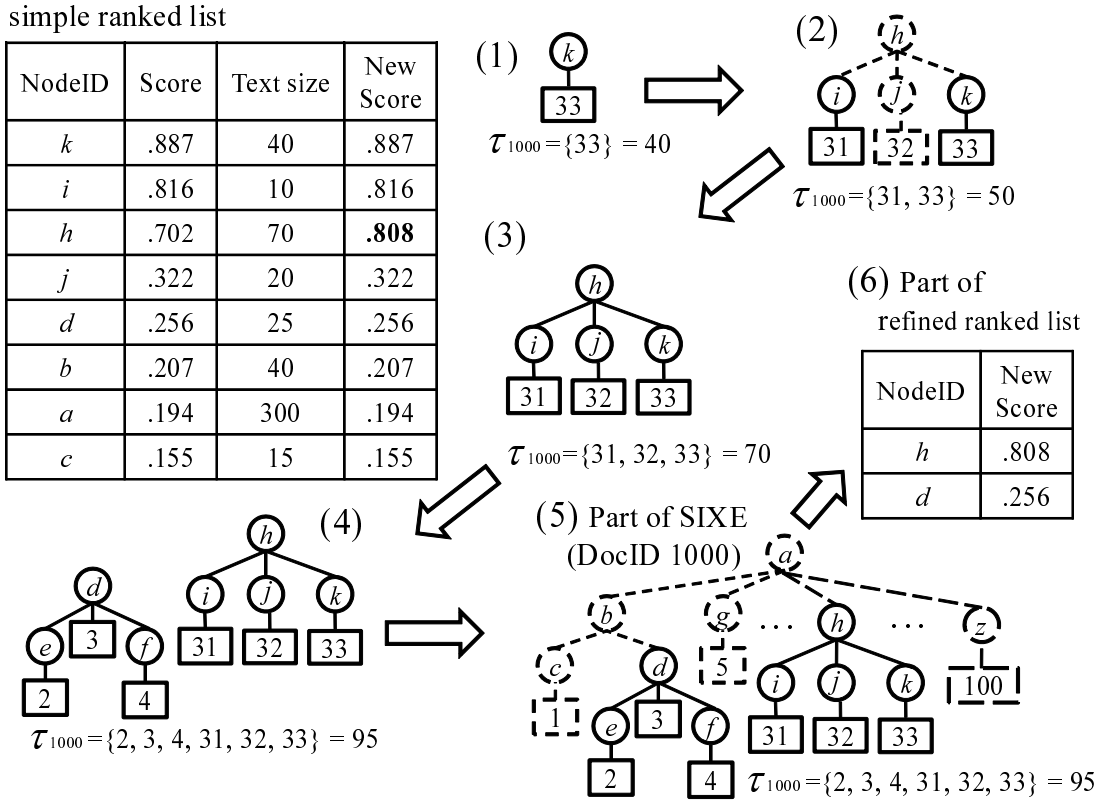 simple ranked list
NodeID Score Text size New Score
k .887 40 .887
i .816 10 .816
h .702 70 .808
j .322 20 .322
d .256 25 .256
b .207 40 .207
a .194 300 .194
c .155 15 .155
(1)
k
33
τ1000={33} = 40
(2)
h
i j k
31 32 33
τ1000={31, 33} = 50
(3)
h
i j k
31 32 33
τ1000={31, 32, 33} = 70
(4)
h
d
i j k
3
e f
31 32 33
2 4
τ1000={2, 3, 4, 31, 32, 33} = 95
(5) Part of SIXE
(DocID 1000)
a
b g ... h ... z
c d 5 i j k 100
1 3
e f 31 32 33
2 4
τ1000={2, 3, 4, 31, 32, 33} = 95
(6) Part of
refined ranked list
NodeID New Score
h .808
d .256